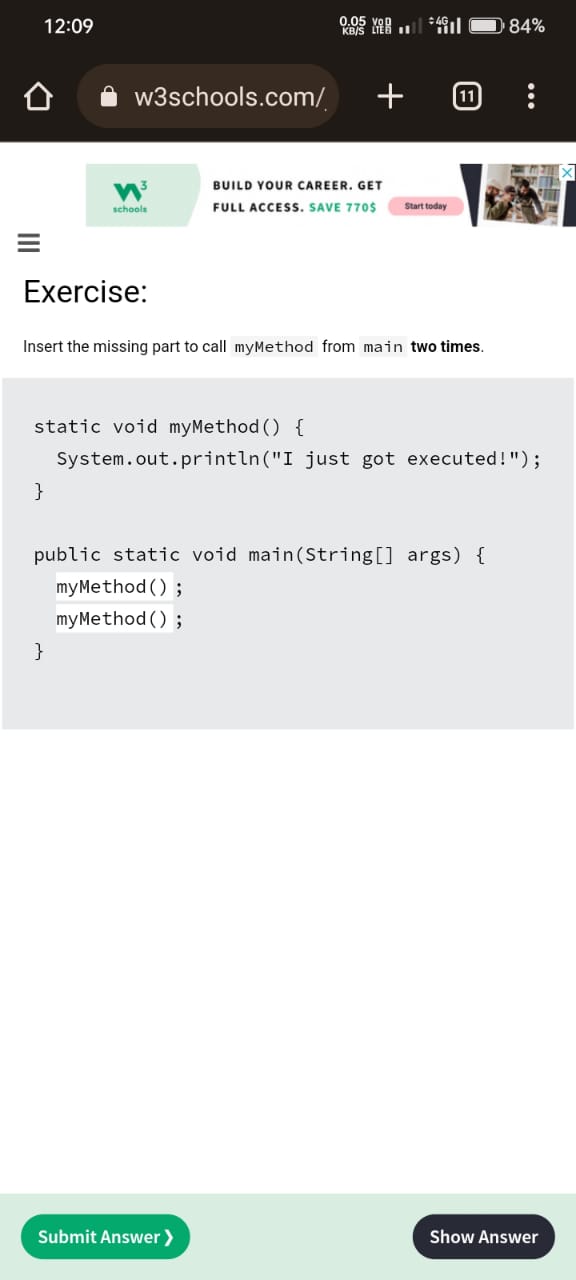 12:09
0.05 KB/S VoD LTE 4G 84%
w3schools.com/
11
W3 schools
BUILD YOUR CAREER. GET
FULL ACCESS. SAVE 770$
Start today
Exercise:
Insert the missing part to call myMethod from main two times.
static void myMethod() {
System.out.println("I just got executed!");
}
public static void main(String[] args) {
myMethod();
myMethod();
}
Submit Answer ❯
Show Answer